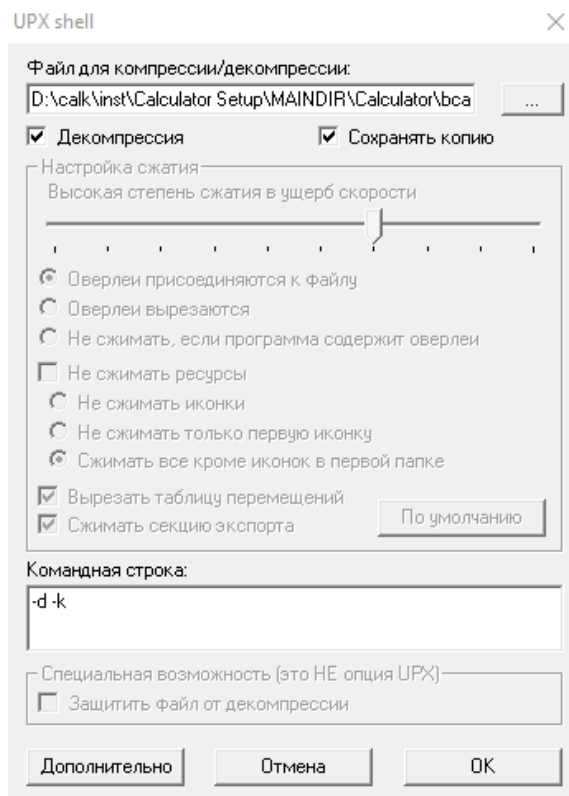 UPX shell
Файл для компрессии/декомпрессии:
D:\calk\inst\Calculator Setup\MAINDIR\Calculator\bca
...
Декомпрессия
Сохранять копию
Настройка сжатия
Высокая степень сжатия в ущерб скорости
Оверлеи присоединяются к файлу
Оверлеи вырезаются
Не сжимать, если программа содержит оверлеи
Не сжимать ресурсы
Не сжимать иконки
Не сжимать только первую иконку
Сжимать все кроме иконок в первой папке
Вырезать таблицу перемещений
Сжимать секцию экспорта
По умолчанию
Командная строка:
-d -k
Специальная возможность (это НЕ опция UPX)
Защитить файл от декомпрессии
Дополнительно
Отмена
OK